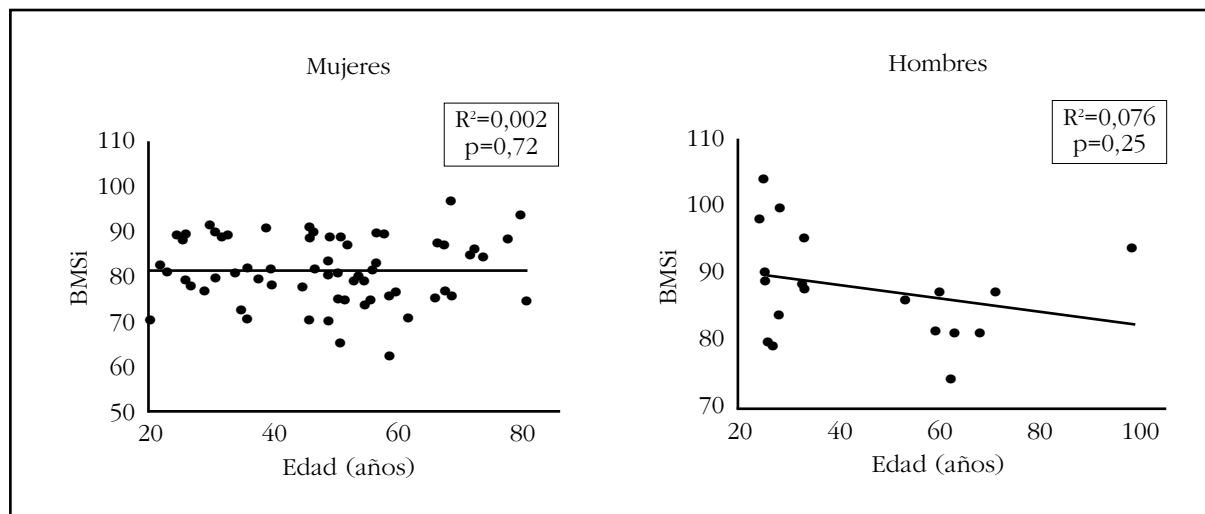 Mujeres
R²=0,002
p=0,72
110
100
90
80
70
60
50
BMSi
20 40 60 80
Edad (años)
Hombres
R²=0,076
p=0,25
110
100
90
80
70
BMSi
20 40 60 80 100
Edad (años)